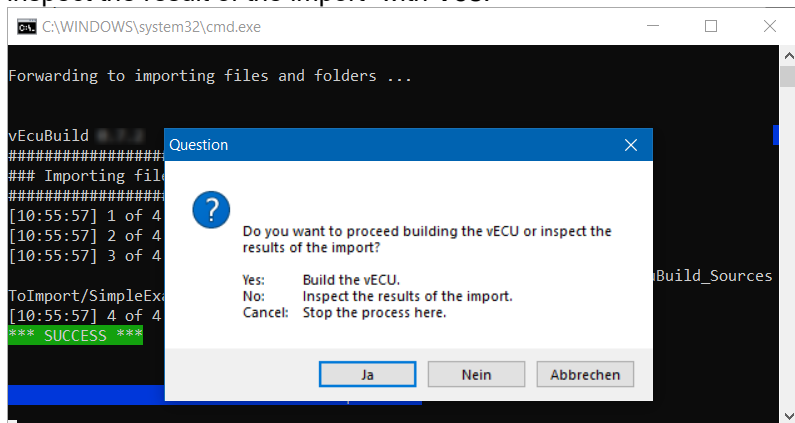 inspect the result of the import" with Yes.
C:\WINDOWS\system32\cmd.exe
Forwarding to importing files and folders ...
vEcuBuild
##################
### Importing file
##################
[10:55:57] 1 of 4
[10:55:57] 2 of 4
[10:55:57] 3 of 4
uBuild_Sources
ToImport/SimpleExa
[10:55:57] 4 of 4
*** SUCCESS ***
Question
Do you want to proceed building the vECU or inspect the
results of the import?
Yes: Build the vECU.
No: Inspect the results of the import.
Cancel: Stop the process here.
Ja
Nein
Abbrechen